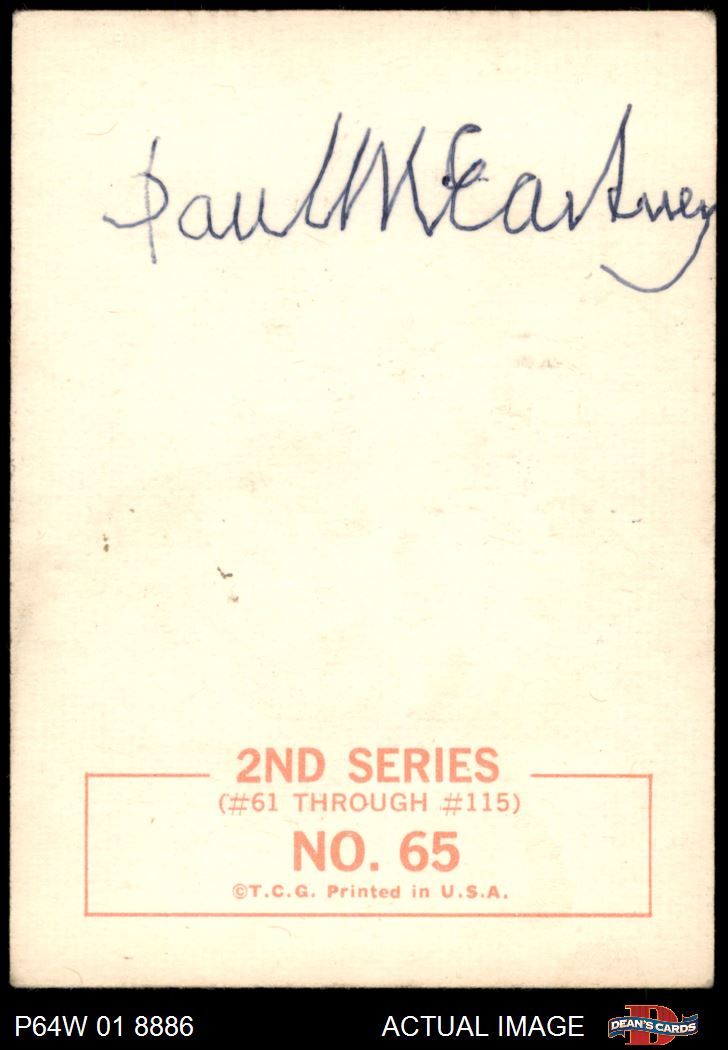 Paul McCartney
2ND SERIES
(#61 THROUGH #115)
NO. 65
©T.C.G. Printed in U.S.A.
P64W 01 8886 ACTUAL IMAGE DEAN'S CARDS